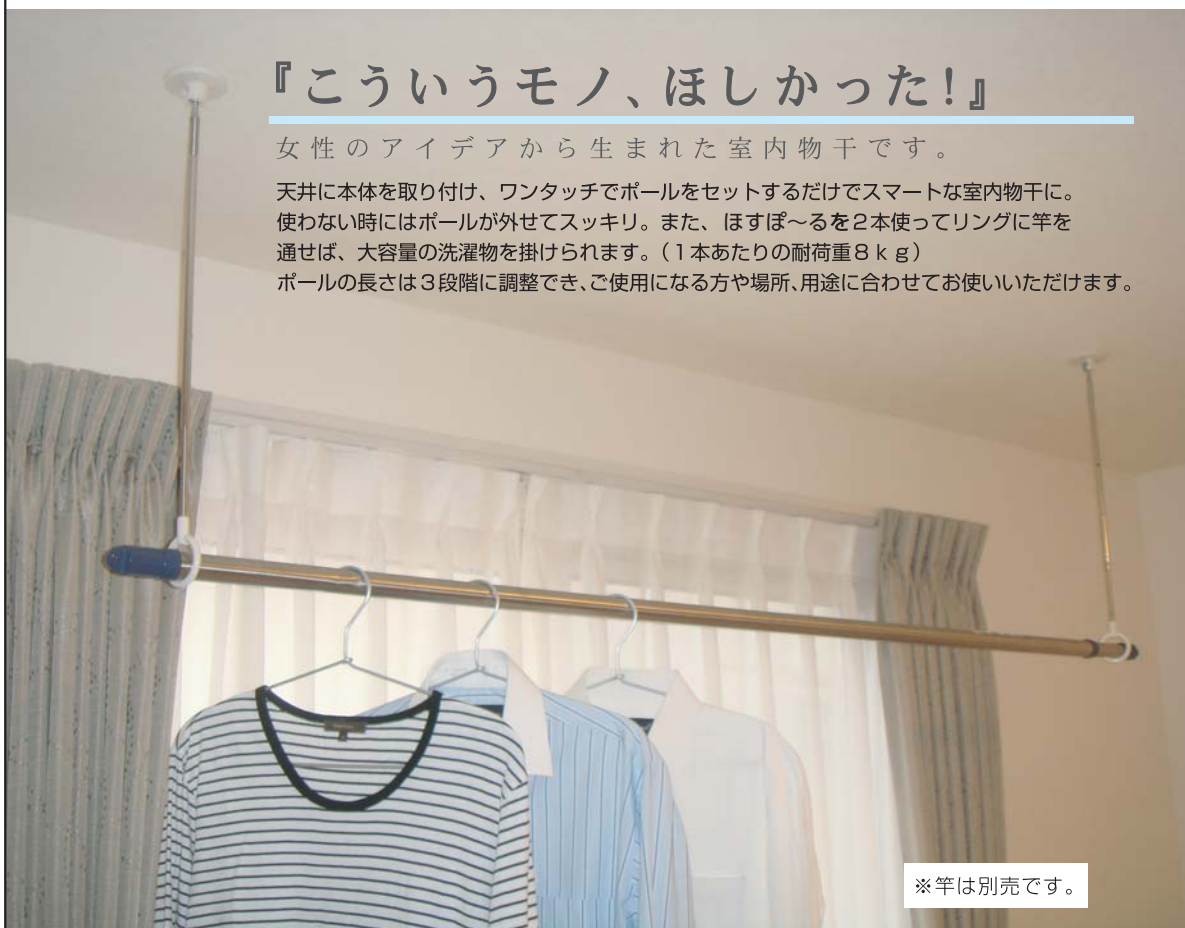 『こういうモノ、ほしかった!』
女性のアイデアから生まれた室内物干です。
天井に本体を取り付け、ワンタッチでポールをセットするだけでスマートな室内物干に。
使わない時にはポールが外せてスッキリ。また、ほすぽ〜るを2本使ってリングに竿を
通せば、大容量の洗濯物を掛けられます。(1本あたりの耐荷重8kg)
ポールの長さは3段階に調整でき、ご使用になる方や場所、用途に合わせてお使いいただけます。
※竿は別売です。